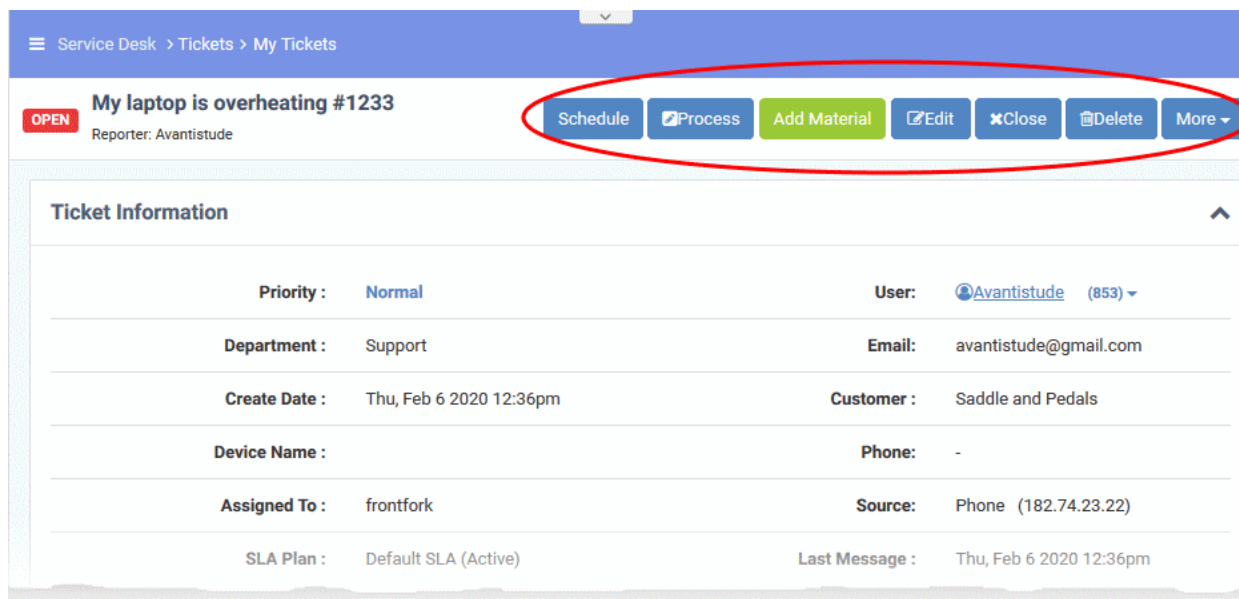 Service Desk > Tickets > My Tickets
OPEN
My laptop is overheating #1233
Reporter: Avantistude
Schedule Process Add Material Edit Close Delete More
Ticket Information
Priority : Normal User: Avantistude (853)
Department : Support Email: avantistude@gmail.com
Create Date : Thu, Feb 6 2020 12:36pm Customer : Saddle and Pedals
Device Name : Phone: -
Assigned To : frontfork Source: Phone (182.74.23.22)
SLA Plan : Default SLA (Active) Last Message : Thu, Feb 6 2020 12:36pm